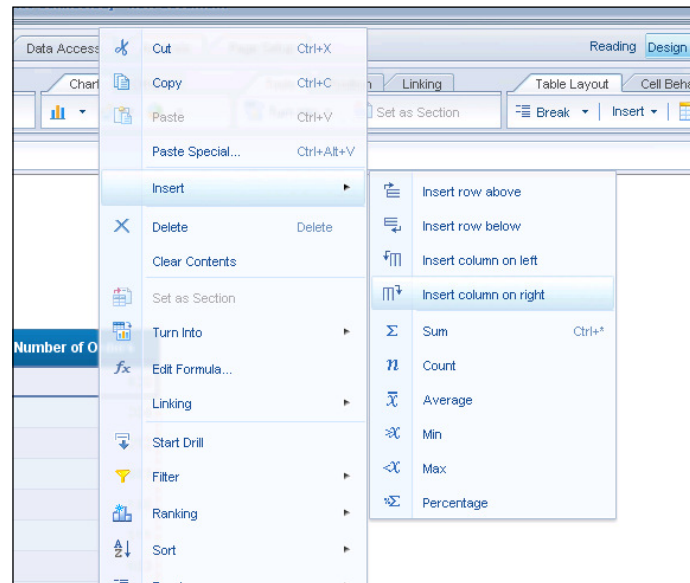 Data Access
Reading Design
Chart
Linking
Table Layout
Set as Section
Break
Insert
Number of O
Cut Ctrl+X
Copy Ctrl+C
Paste Ctrl+V
Paste Special... Ctrl+Alt+V
Insert
Delete Delete
Clear Contents
Set as Section
Turn Into
Edit Formula...
Linking
Start Drill
Filter
Ranking
Sort
Insert row above
Insert row below
Insert column on left
Insert column on right
Sum Ctrl+*
Count
Average
Min
Max
Percentage